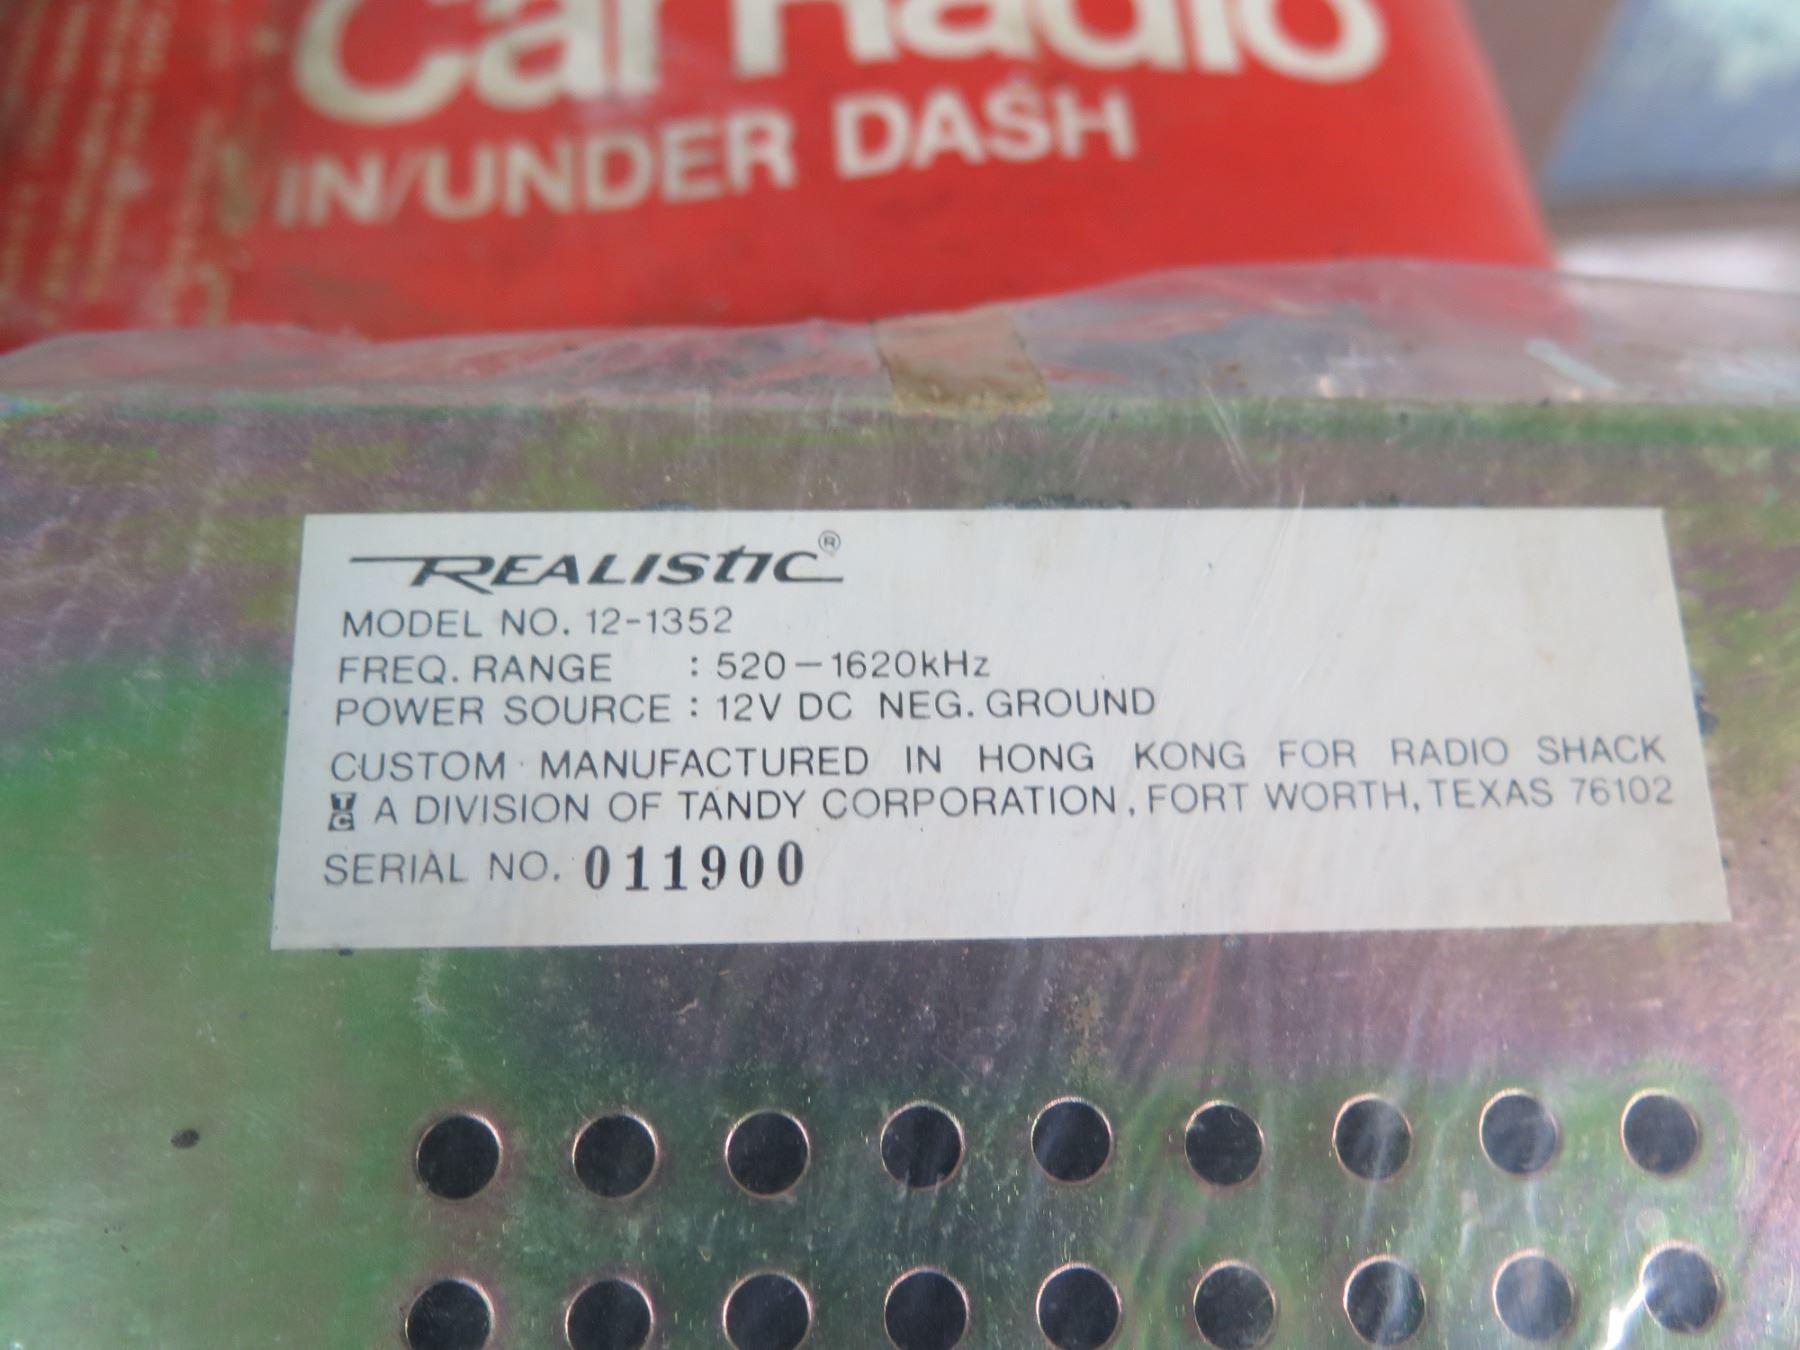 Car Radio
IN/UNDER DASH
REALISTIC®
MODEL NO. 12-1352
FREQ. RANGE : 520-1620kHz
POWER SOURCE : 12V DC NEG. GROUND
CUSTOM MANUFACTURED IN HONG KONG FOR RADIO SHACK
TC A DIVISION OF TANDY CORPORATION, FORT WORTH, TEXAS 76102
SERIAL NO. 011900